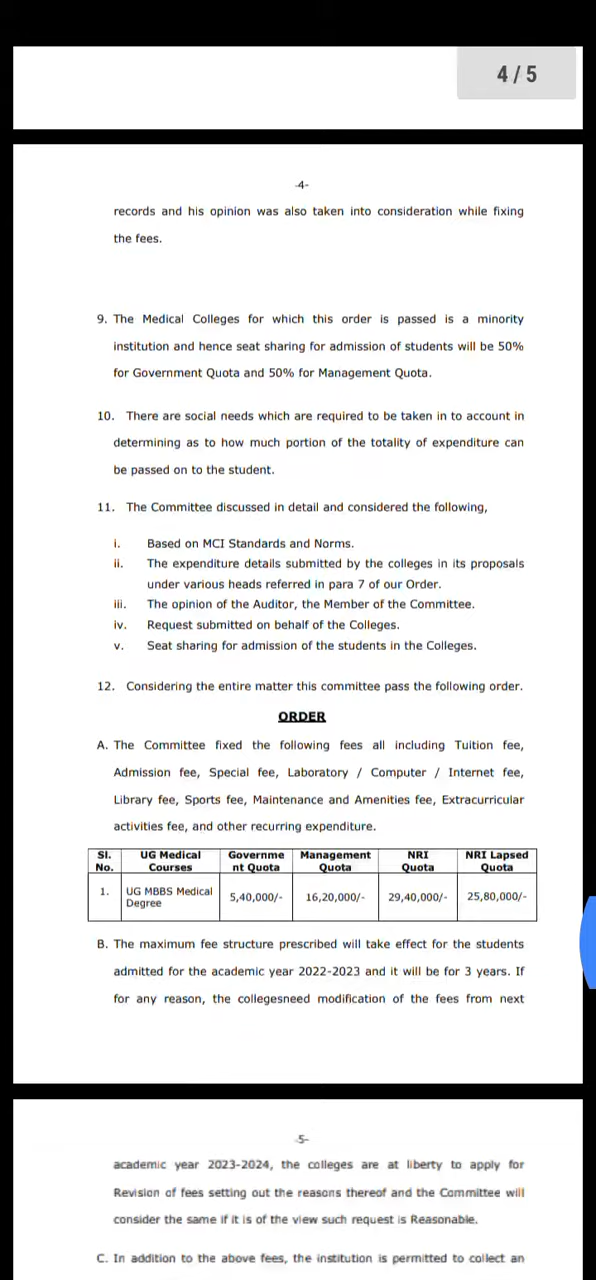 4 / 5
-4-
records and his opinion was also taken into consideration while fixing
the fees.
9. The Medical Colleges for which this order is passed is a minority
institution and hence seat sharing for admission of students will be 50%
for Government Quota and 50% for Management Quota.
10. There are social needs which are required to be taken in to account in
determining as to how much portion of the totality of expenditure can
be passed on to the student.
11. The Committee discussed in detail and considered the following,
i. Based on MCI Standards and Norms.
ii. The expenditure details submitted by the colleges in its proposals
under various heads referred in para 7 of our Order.
iii. The opinion of the Auditor, the Member of the Committee.
iv. Request submitted on behalf of the Colleges.
v. Seat sharing for admission of the students in the Colleges.
12. Considering the entire matter this committee pass the following order.
ORDER
A. The Committee fixed the following fees all including Tuition fee,
Admission fee, Special fee, Laboratory / Computer / Internet fee,
Library fee, Sports fee, Maintenance and Amenities fee, Extracurricular
activities fee, and other recurring expenditure.
Sl. UG Medical Governme Management NRI NRI Lapsed
No. Courses nt Quota Quota Quota Quota
1. UG MBBS Medical 5,40,000/- 16,20,000/- 29,40,000/- 25,80,000/-
Degree
B. The maximum fee structure prescribed will take effect for the students
admitted for the academic year 2022-2023 and it will be for 3 years. If
for any reason, the collegesneed modification of the fees from next
-5-
academic year 2023-2024, the colleges are at liberty to apply for
Revision of fees setting out the reasons thereof and the Committee will
consider the same if it is of the view such request is Reasonable.
C. In addition to the above fees, the institution is permitted to collect an